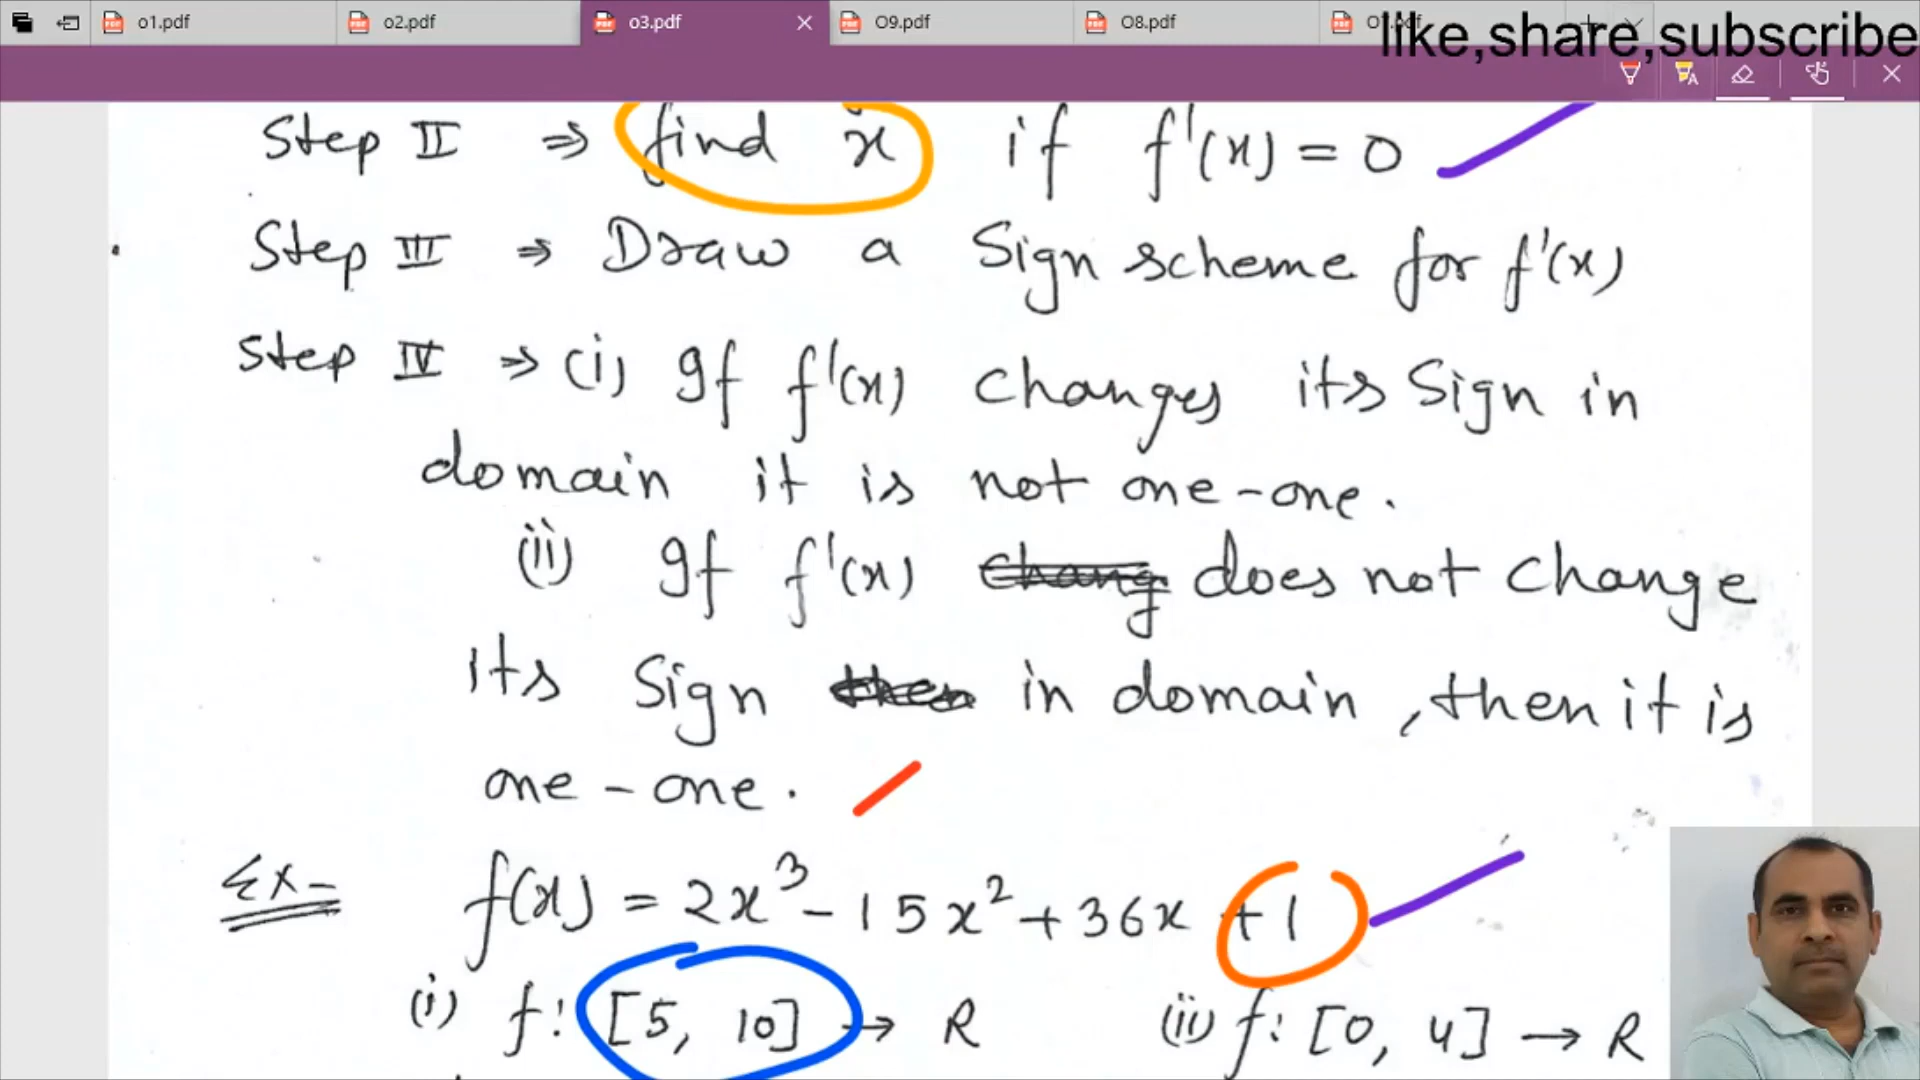 o1.pdf
o2.pdf
o3.pdf
O9.pdf
O8.pdf
like,share,subscribe
Step II ⇒ find x if f'(x) = 0
Step III ⇒ Draw a Sign scheme for f'(x)
Step IV ⇒ (i) If f'(x) changes its Sign in
domain it is not one-one.
(ii) If f'(x) chang does not change
its Sign then in domain, then it is
one-one.
Ex- f(x) = 2x³ - 15x² + 36x + 1
(i) f: [5, 10] → R (ii) f: [0, 4] → R